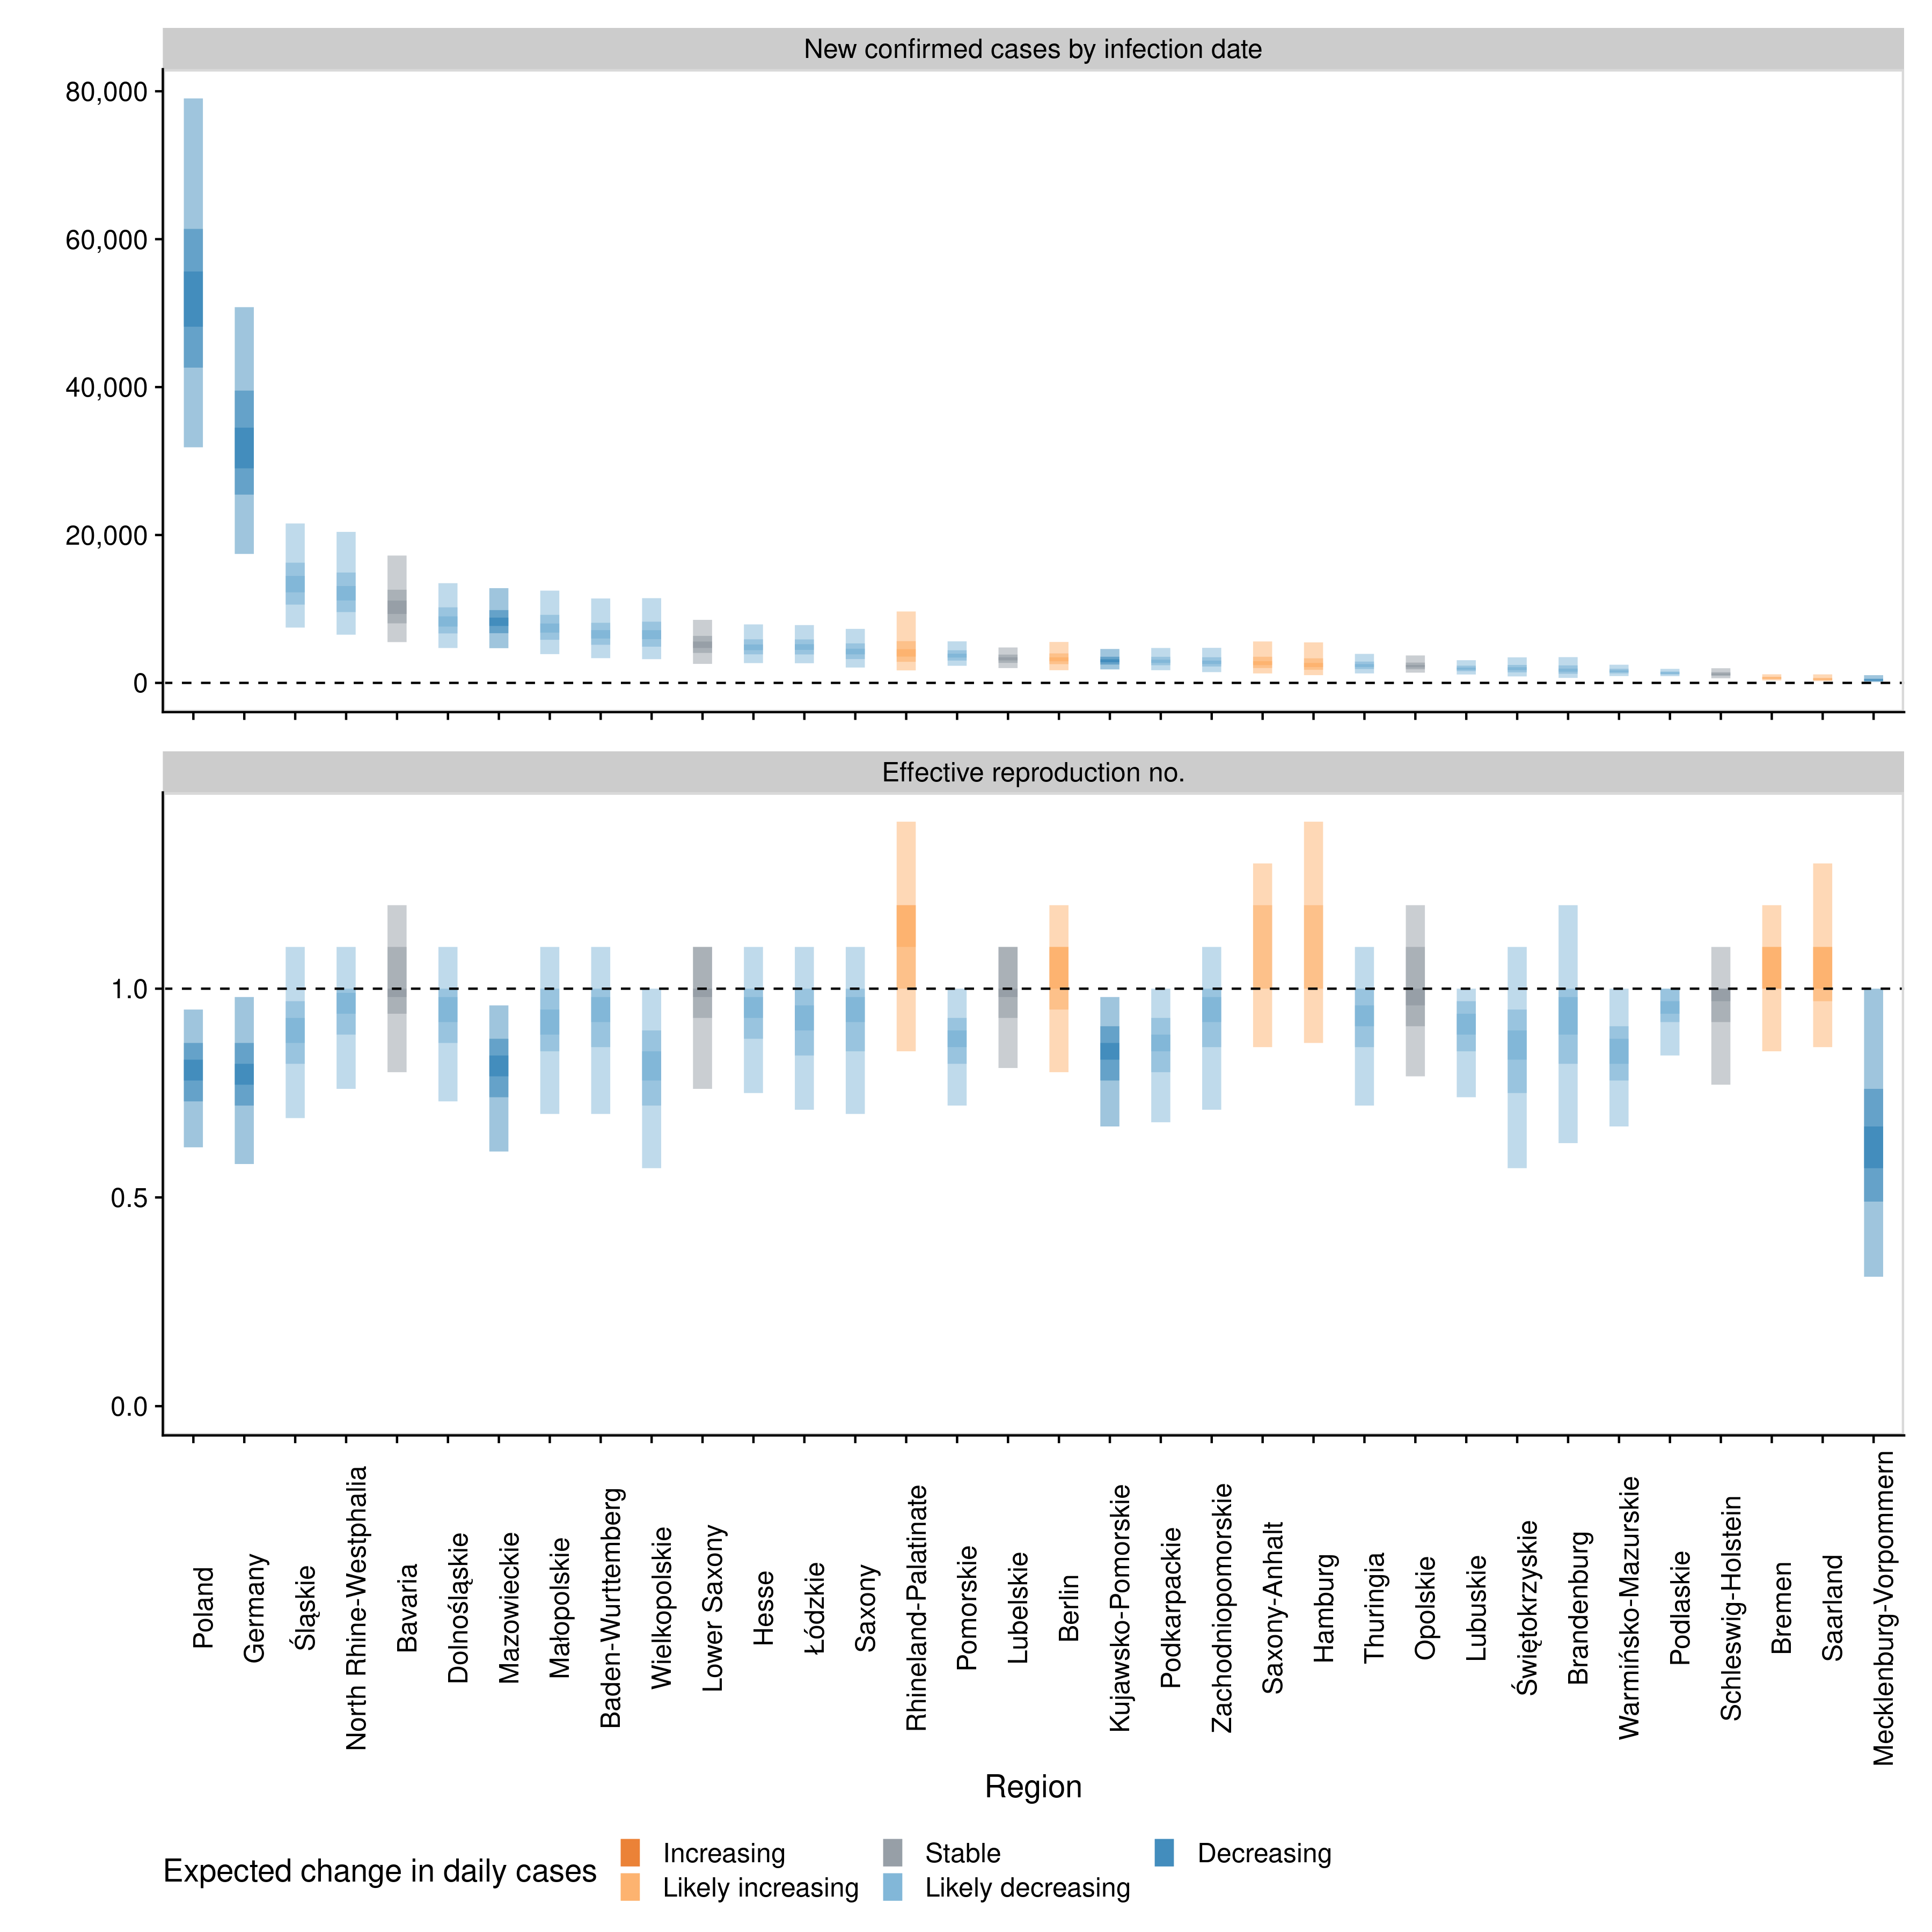 New confirmed cases by infection date
80,000
60,000
40,000
20,000
0
Effective reproduction no.
1.0
0.5
0.0
Poland
Germany
Śląskie
North Rhine-Westphalia
Bavaria
Dolnośląskie
Mazowieckie
Małopolskie
Baden-Wurttemberg
Wielkopolskie
Lower Saxony
Hesse
Łódzkie
Saxony
Rhineland-Palatinate
Pomorskie
Lubelskie
Berlin
Kujawsko-Pomorskie
Podkarpackie
Zachodniopomorskie
Saxony-Anhalt
Hamburg
Thuringia
Opolskie
Lubuskie
Świętokrzyskie
Brandenburg
Warmińsko-Mazurskie
Podlaskie
Schleswig-Holstein
Bremen
Saarland
Mecklenburg-Vorpommern
Region
Expected change in daily cases
Increasing
Likely increasing
Stable
Likely decreasing
Decreasing